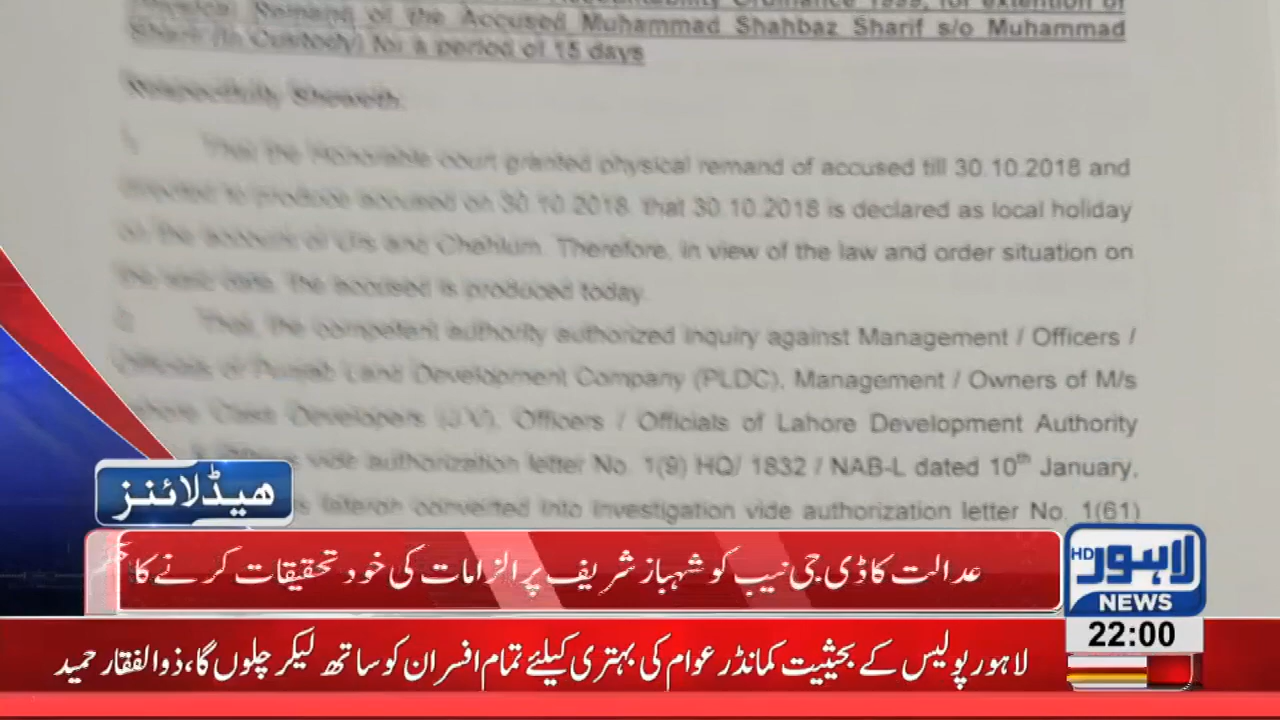 Physical Remand of the Accused Muhammad Shahbaz Sharif s/o Muhammad
Sharif (In Custody) for a period of 15 days
Respectfully Sheweth:
1 That the Honorable court granted physical remand of accused till 30.10.2018 and
to produce accused on 30.10.2018. that 30.10.2018 is declared as local holiday
on the account of Urs and Chehlum. Therefore, in view of the law and order situation on
the said date, the accused is produced today.
2 That, the competent authority authorized inquiry against Management / Officers /
Officials of Punjab Land Development Company (PLDC), Management / Owners of M/s
Lahore Casa Developers (J.V), Officers / Officials of Lahore Development Authority
vide authorization letter No. 1(9) HQ/ 1832 / NAB-L dated 10th January,
lateron converted into investigation vide authorization letter No. 1(61)
ھیڈلائنز
عدالت کا ڈی جی نیب کو شہباز شریف پر الزامات کی خود تحقیقات کرنے کا
HD لاہور
NEWS
22:00
لاہور پولیس کے بحیثیت کمانڈر عوام کی بہتری کیلئے تمام افسران کو ساتھ لیکر چلوں گا، ذوالفقار حمید